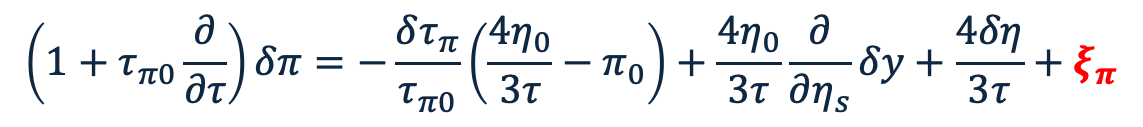 (1 + τ_{π0} ∂/∂τ) δπ = − δτ_π/τ_{π0} (4η_0/3τ − π_0) + 4η_0/3τ ∂/∂η_s δy + 4δη/3τ + ξ_π